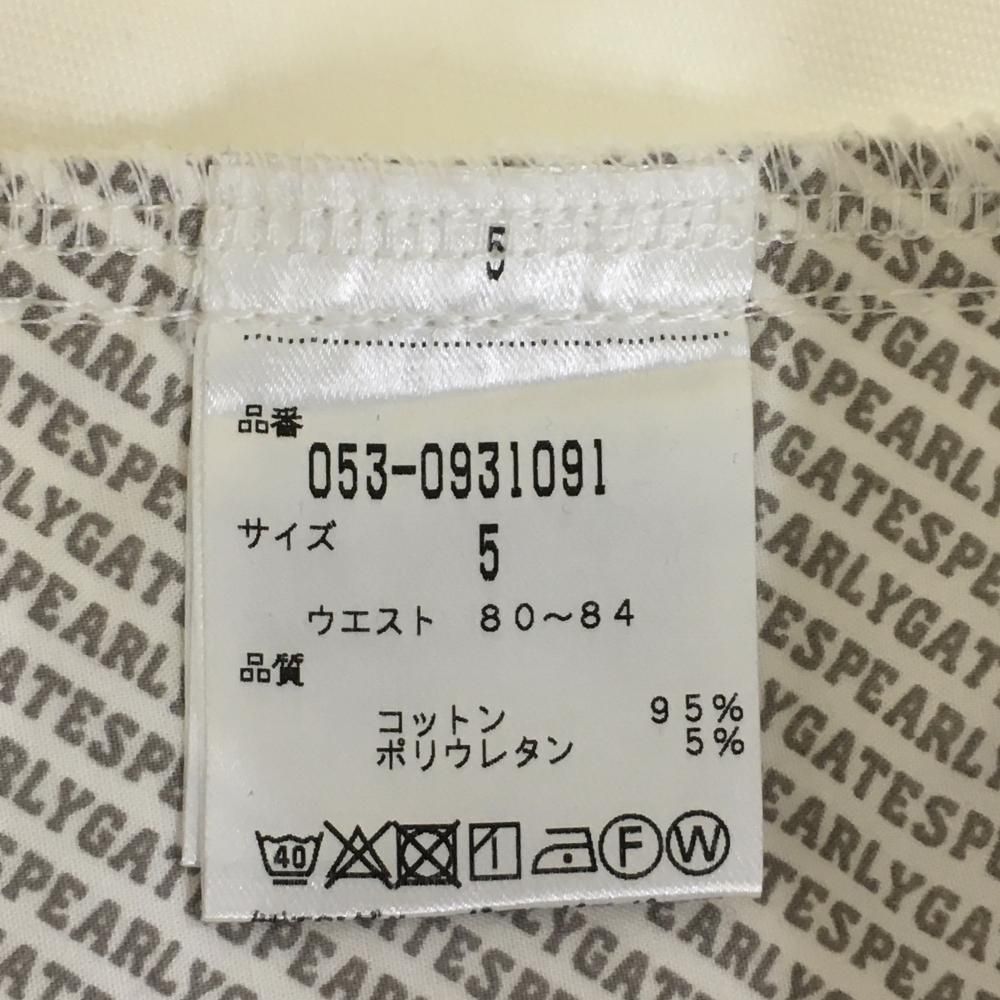 5
品番
053-0931091
サイズ 5
ウエスト 80～84
品質
コットン 95%
ポリウレタン 5%
40 F W
PEARLYGATES